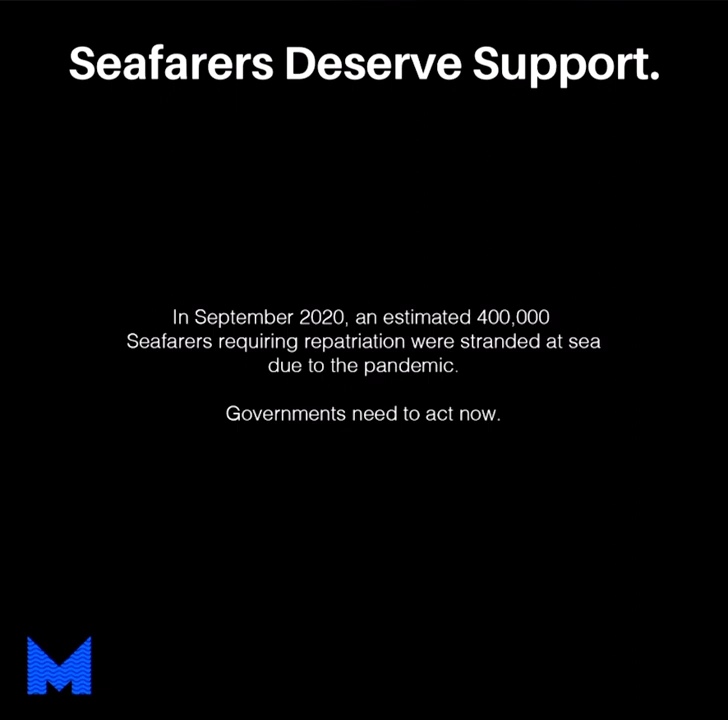 Seafarers Deserve Support.
In September 2020, an estimated 400,000
Seafarers requiring repatriation were stranded at sea
due to the pandemic.
Governments need to act now.
M